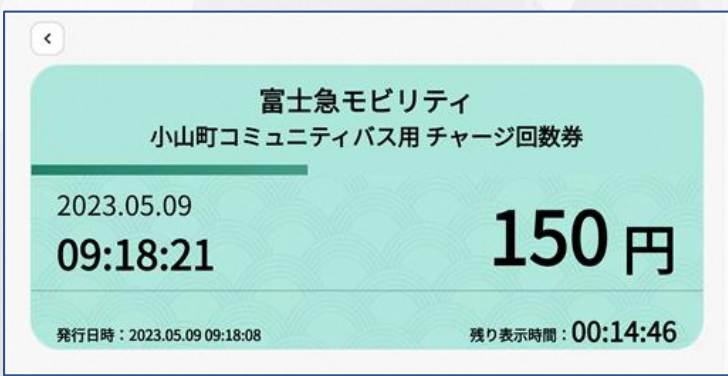 富士急モビリティ
小山町コミュニティバス用 チャージ回数券
2023.05.09
09:18:21
150 円
発行日時：2023.05.09 09:18:08
残り表示時間：00:14:46